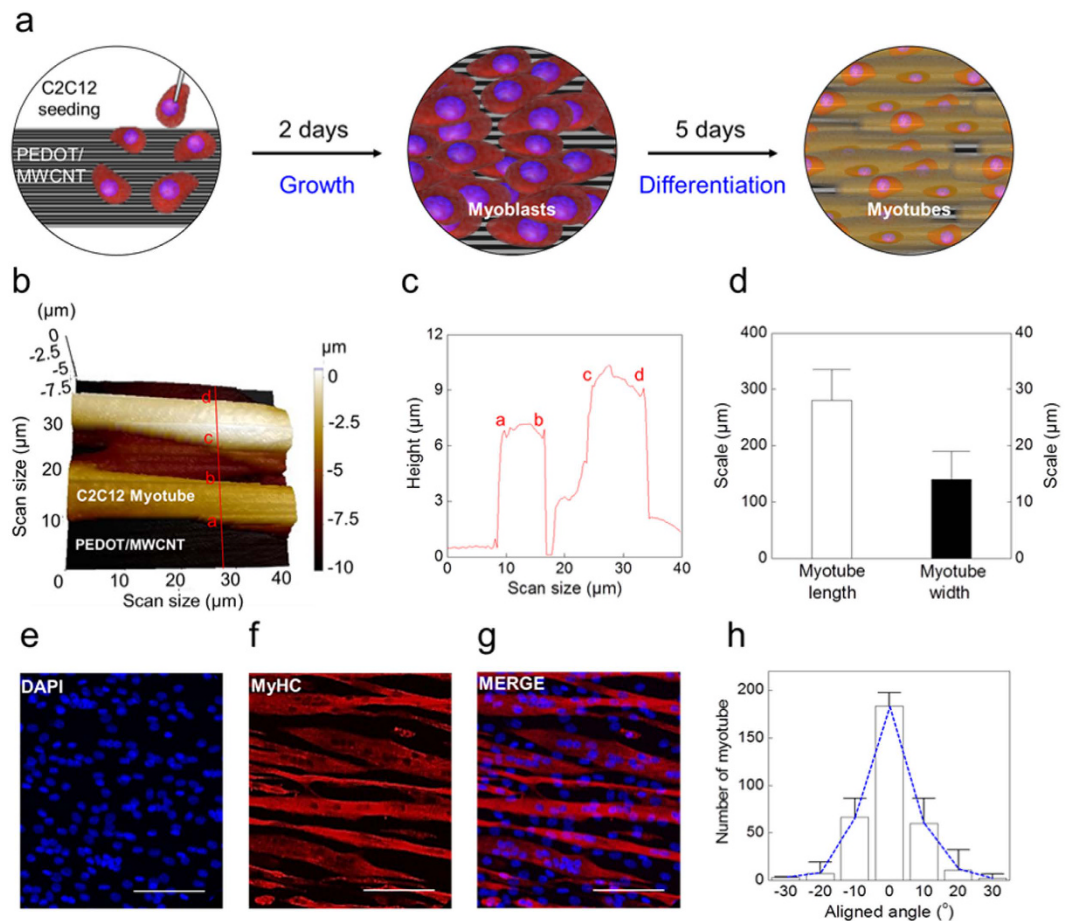 a
C2C12
seeding
PEDOT/
MWCNT
2 days
Growth
Myoblasts
5 days
Differentiation
Myotubes
b
(µm)
0
-2.5
-5
-7.5
30
20
10
0
Scan size (µm)
d
c
b
a
C2C12 Myotube
PEDOT/MWCNT
10
20
30
40
Scan size (µm)
µm
0
-2.5
-5
-7.5
-10
c
12
9
6
3
0
Height (µm)
a
b
c
d
0
10
20
30
40
Scan size (µm)
d
400
300
200
100
0
Scale (µm)
40
30
20
10
0
Scale (µm)
Myotube
length
Myotube
width
e
DAPI
f
MyHC
g
MERGE
h
200
150
100
50
0
Number of myotube
-30
-20
-10
0
10
20
30
Aligned angle (°)